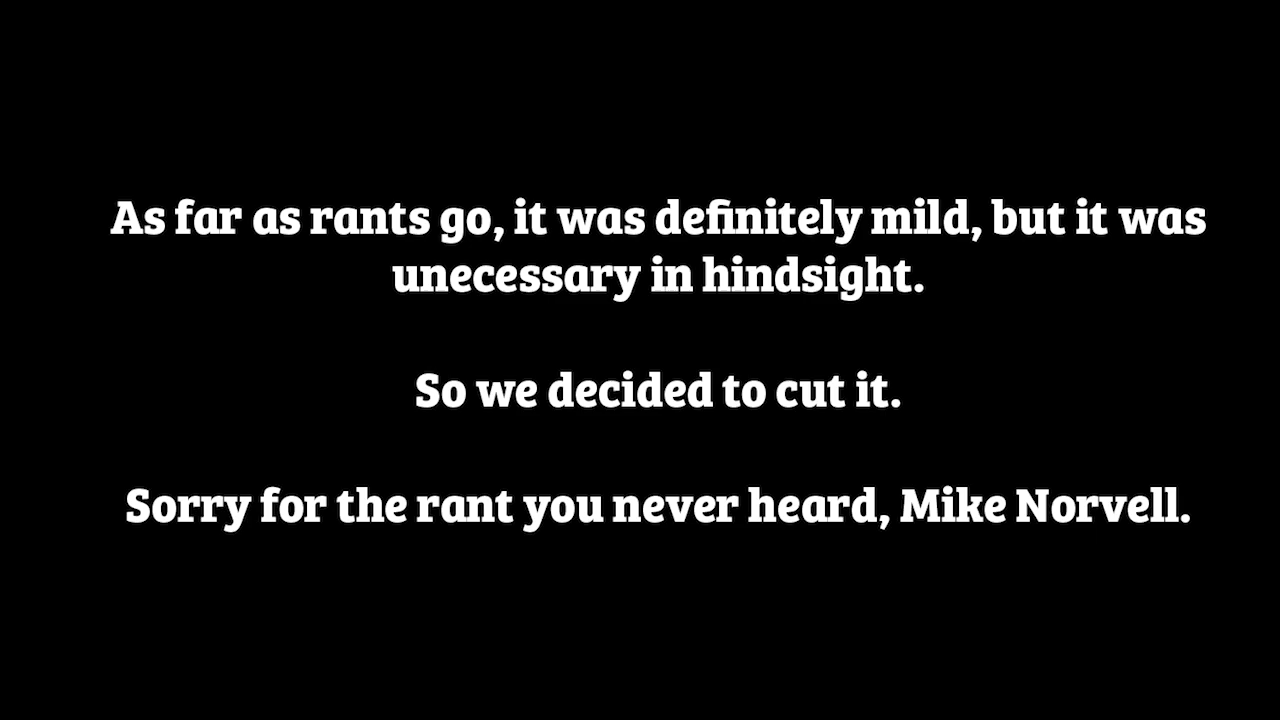 As far as rants go, it was definitely mild, but it was
unecessary in hindsight.
So we decided to cut it.
Sorry for the rant you never heard, Mike Norvell.